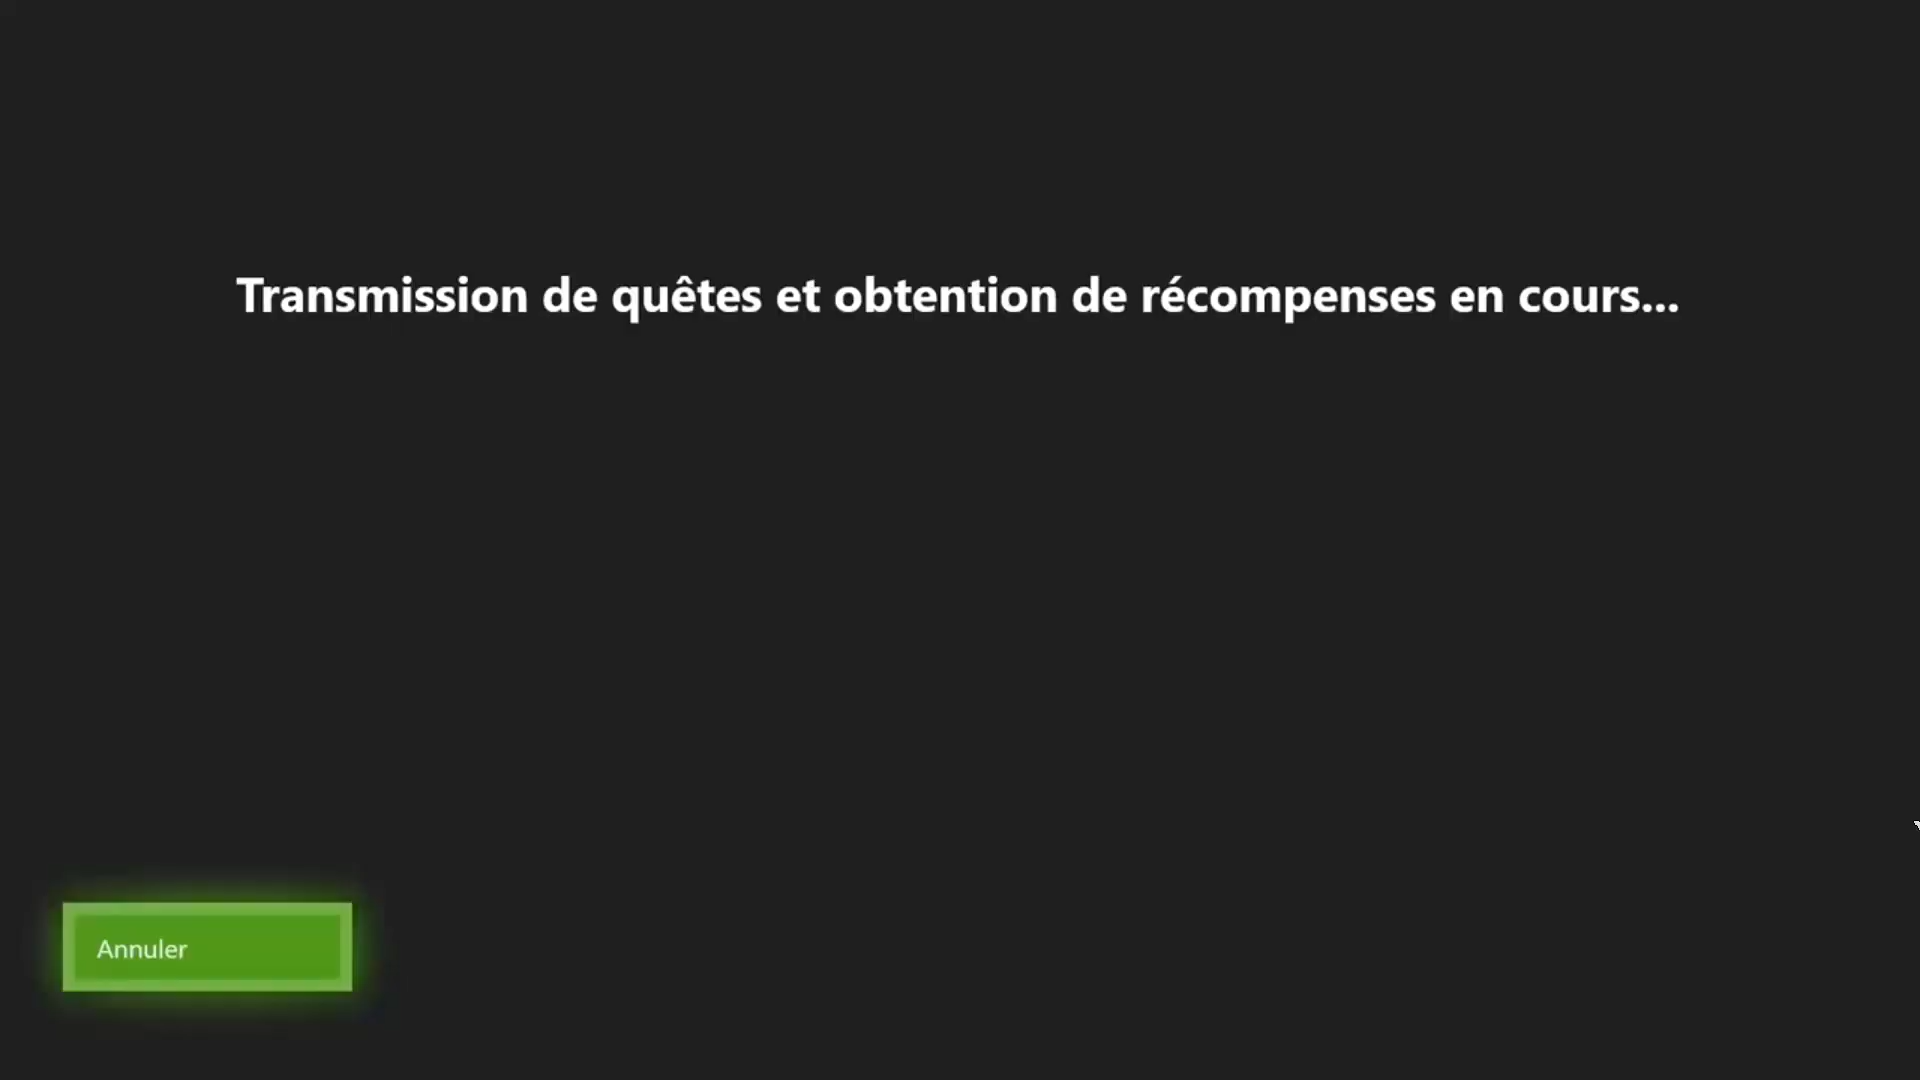 Transmission de quêtes et obtention de récompenses en cours...
Annuler